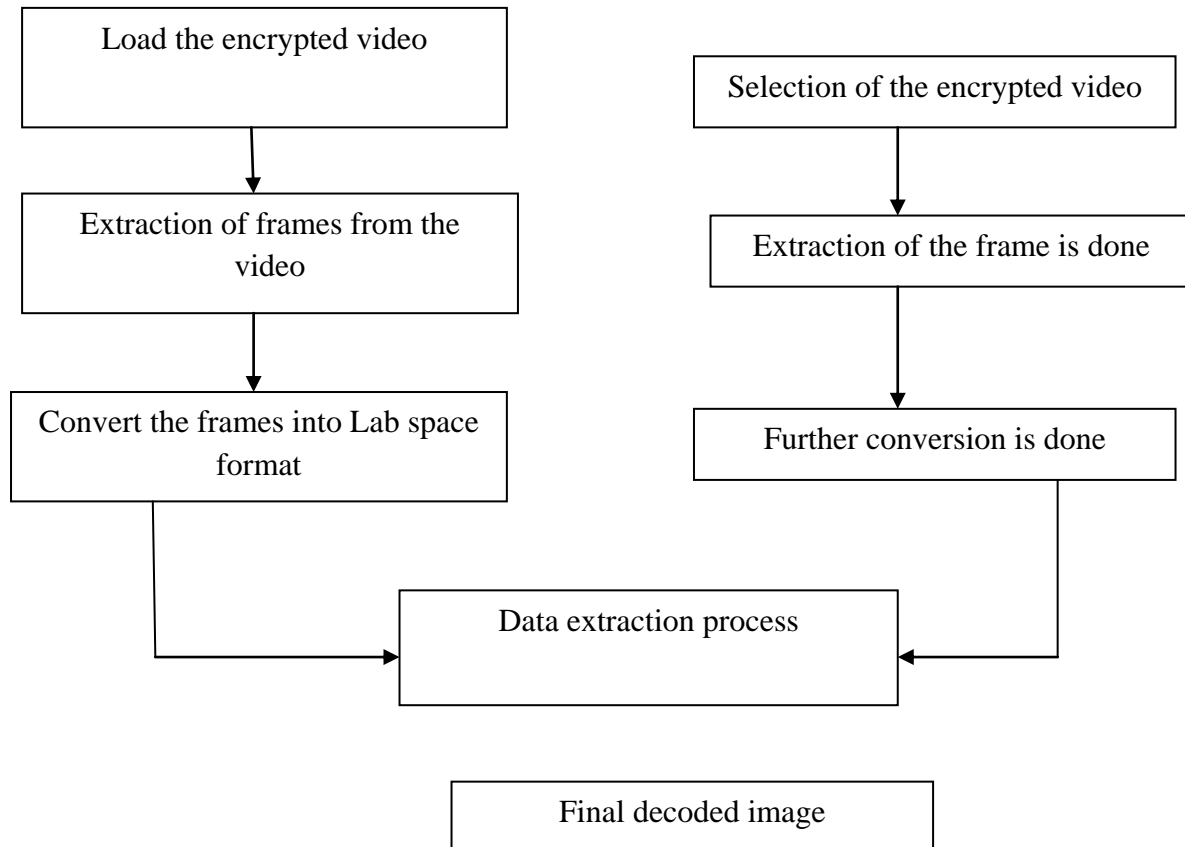 Load the encrypted video
Extraction of frames from the
video
Convert the frames into Lab space
format
Selection of the encrypted video
Extraction of the frame is done
Further conversion is done
Data extraction process
Final decoded image